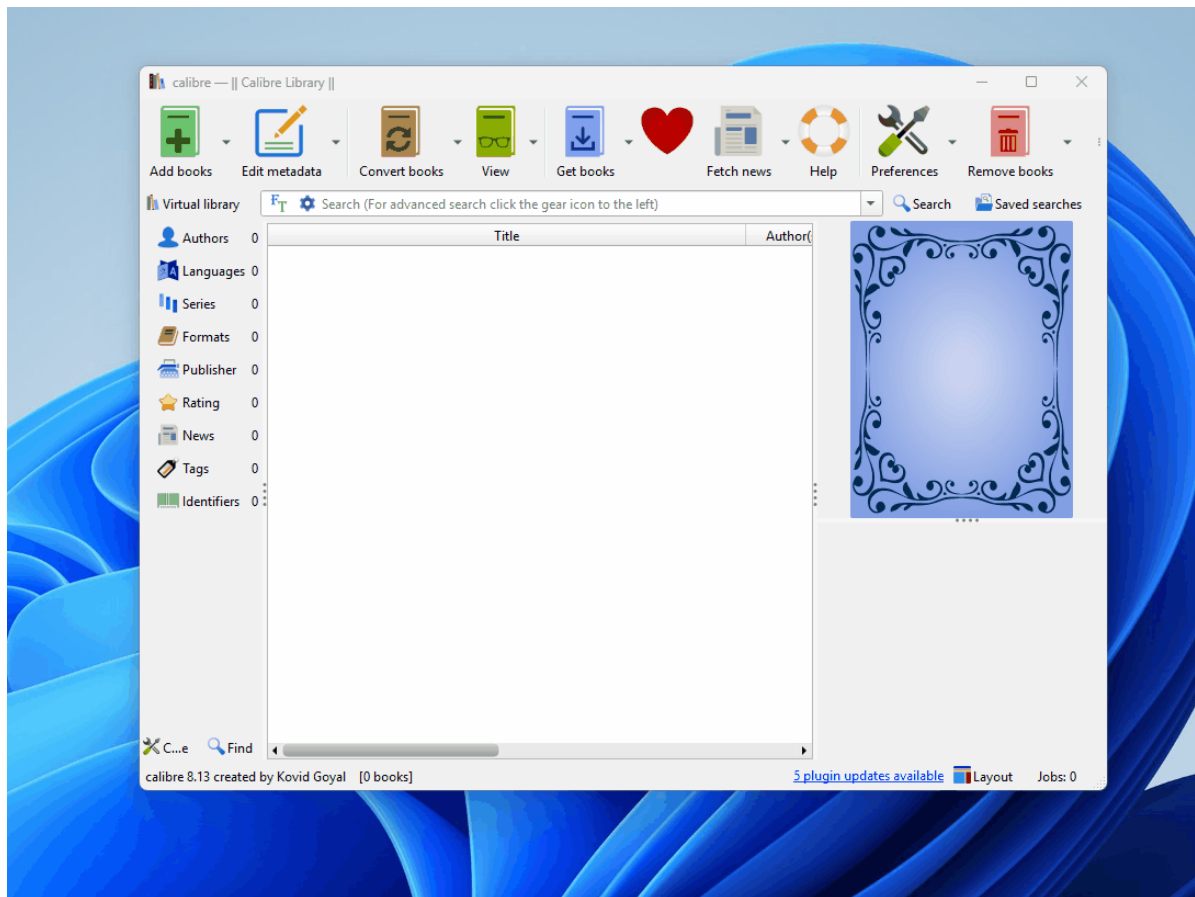 calibre — || Calibre Library ||
Add books Edit metadata Convert books View Get books Fetch news Help Preferences Remove books
Virtual library FT Search (For advanced search click the gear icon to the left) Search Saved searches
Authors 0
Languages 0
Series 0
Formats 0
Publisher 0
Rating 0
News 0
Tags 0
Identifiers 0
Title Author(
C...e Find
calibre 8.13 created by Kovid Goyal [0 books] 5 plugin updates available Layout Jobs: 0